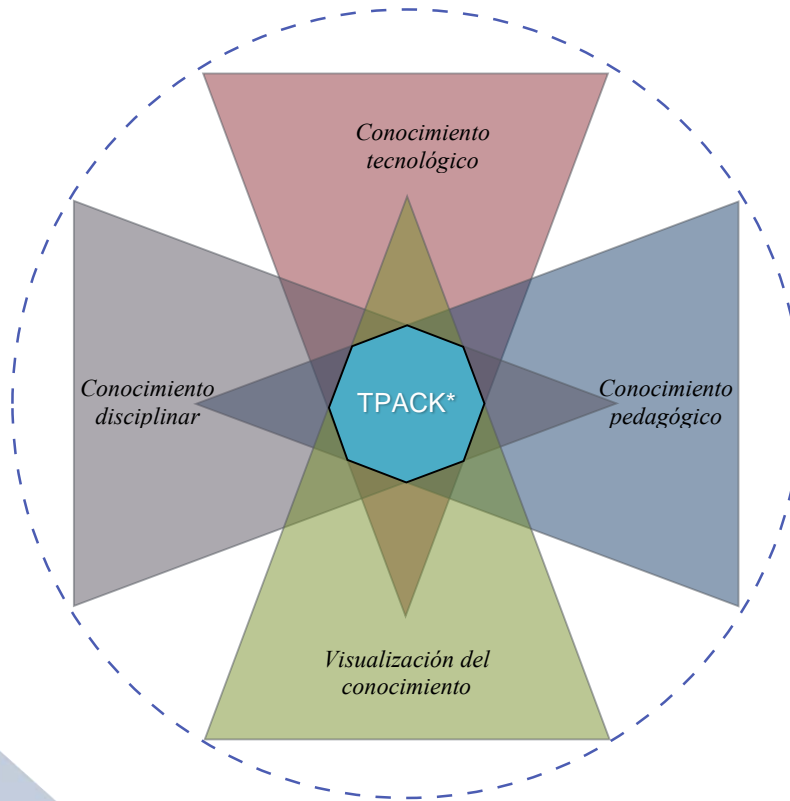 Conocimiento
tecnológico
Conocimiento
disciplinar
TPACK*
Conocimiento
pedagógico
Visualización del
conocimiento